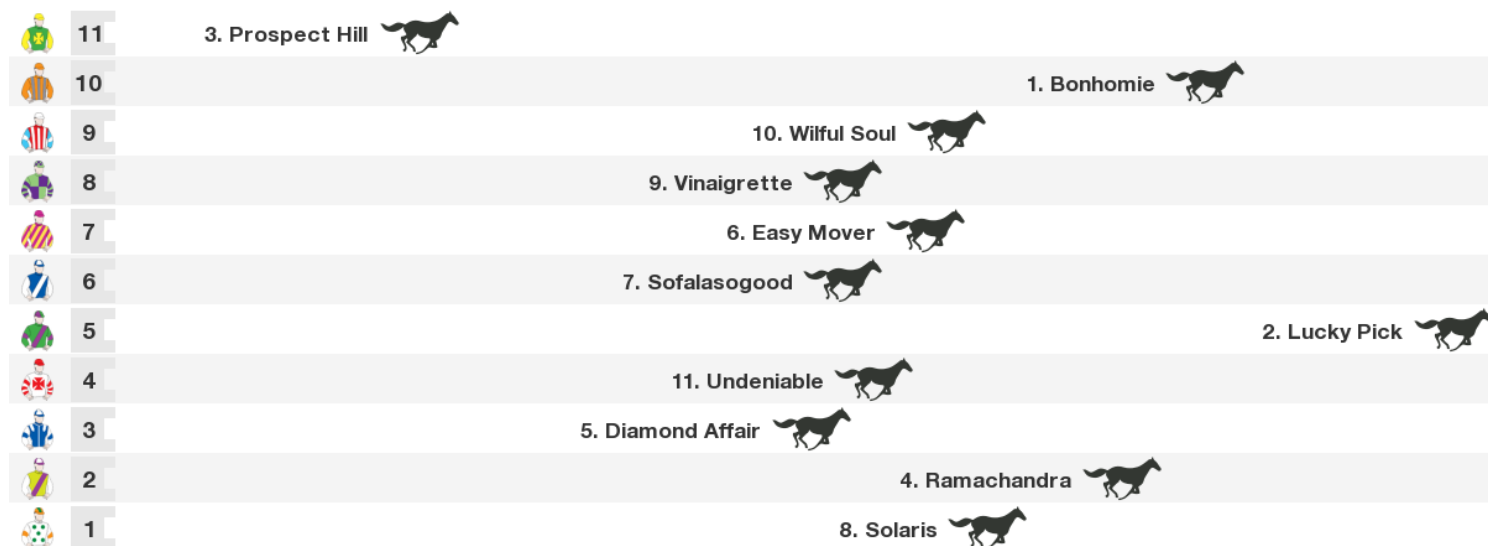 11 3. Prospect Hill
10 1. Bonhomie
9 10. Wilful Soul
8 9. Vinaigrette
7 6. Easy Mover
6 7. Sofalasogood
5 2. Lucky Pick
4 11. Undeniable
3 5. Diamond Affair
2 4. Ramachandra
1 8. Solaris